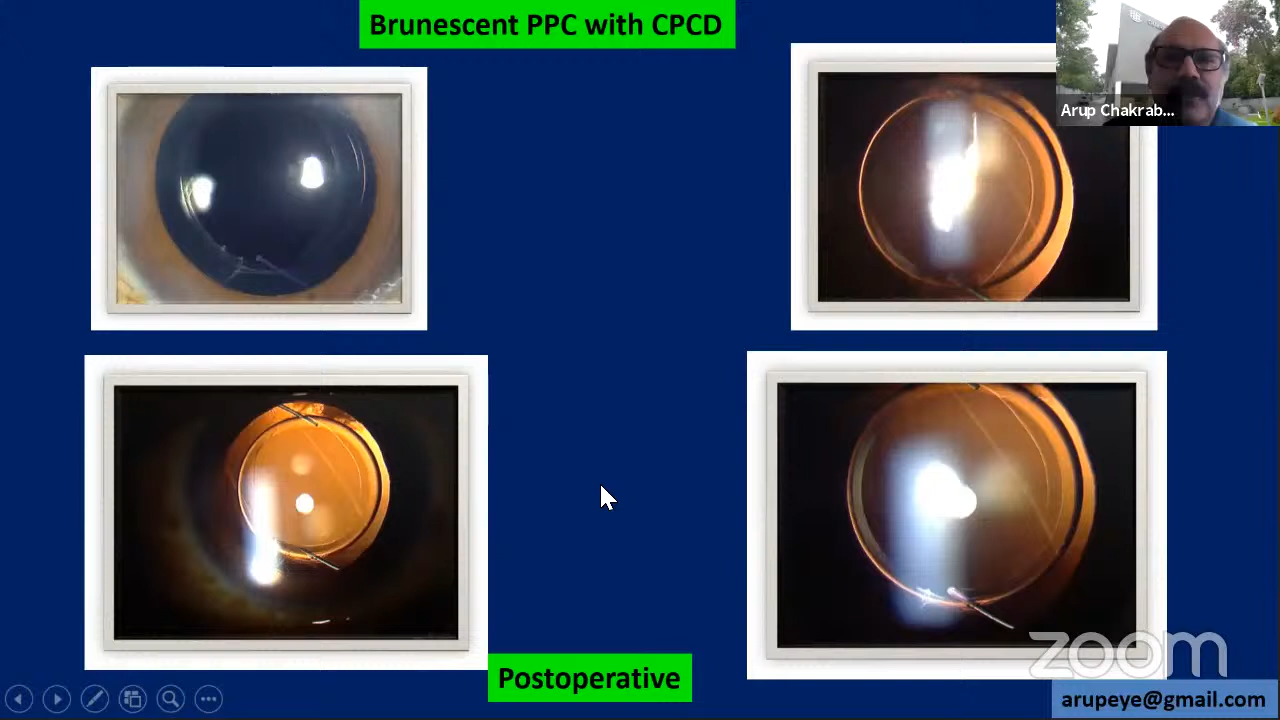 Brunescent PPC with CPCD
Arup Chakrab...
Postoperative
zoom
arupeye@gmail.com